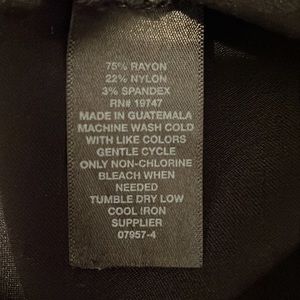 75% RAYON
22% NYLON
3% SPANDEX
RN# 19747
MADE IN GUATEMALA
MACHINE WASH COLD
WITH LIKE COLORS
GENTLE CYCLE
ONLY NON-CHLORINE
BLEACH WHEN
NEEDED
TUMBLE DRY LOW
COOL IRON
SUPPLIER
07957-4